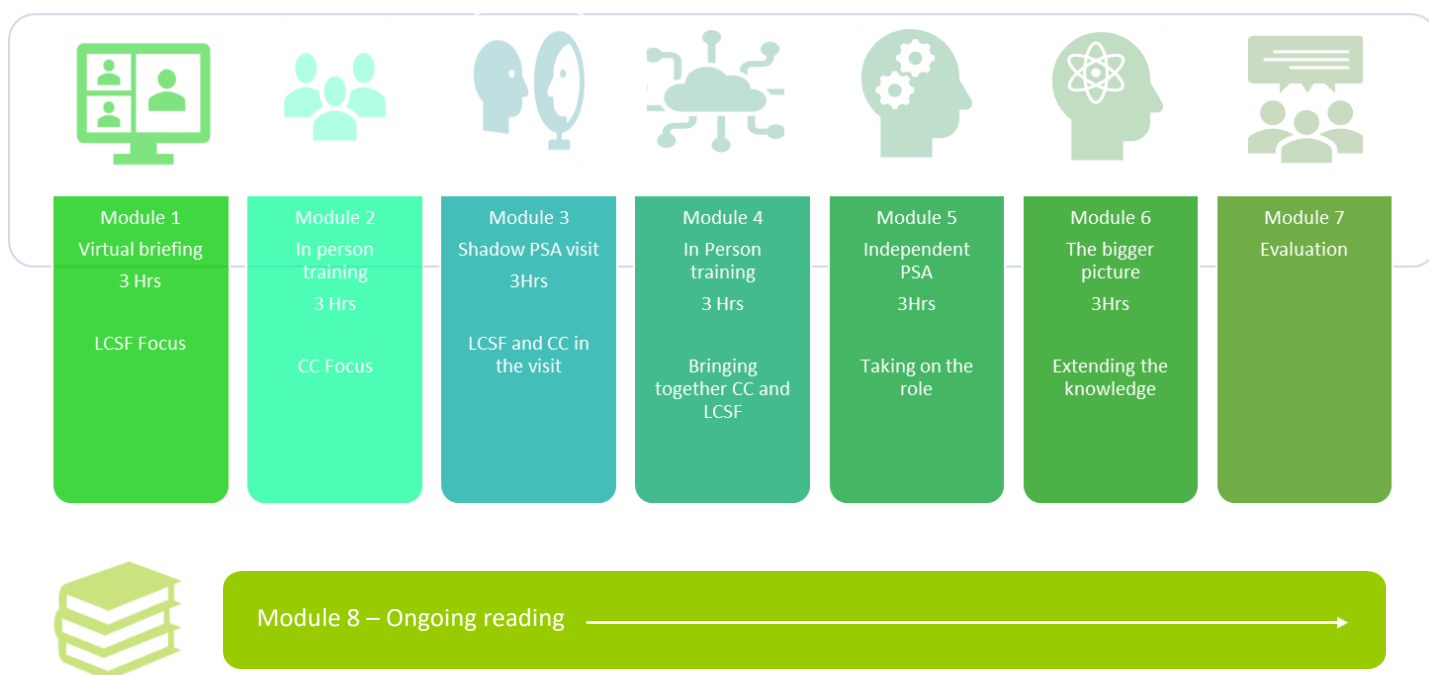 Module 1
Virtual briefing
3 Hrs
LCSF Focus
Module 2
In person
training
3 Hrs
CC Focus
Module 3
Shadow PSA visit
3Hrs
LCSF and CC in
the visit
Module 4
In Person
training
3 Hrs
Bringing
together CC and
LCSF
Module 5
Independent
PSA
3Hrs
Taking on the
role
Module 6
The bigger
picture
3Hrs
Extending the
knowledge
Module 7
Evaluation
Module 8 – Ongoing reading